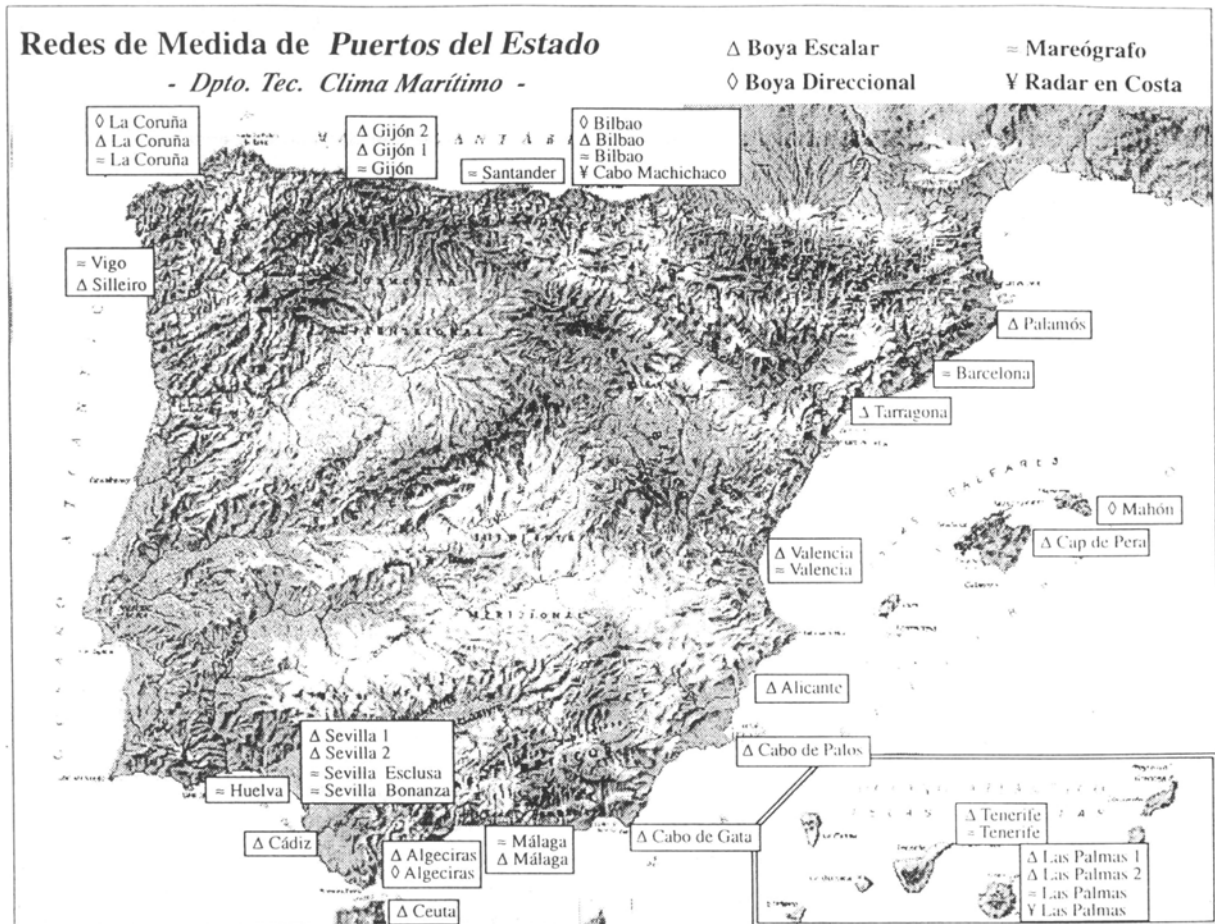 Redes de Medida de Puertos del Estado
- Dpto. Tec. Clima Marítimo -
Δ Boya Escalar
≈ Mareógrafo
◊ Boya Direccional
¥ Radar en Costa
◊ La Coruña
Δ La Coruña
≈ La Coruña
Δ Gijón 2
Δ Gijón 1
≈ Gijón
≈ Santander
◊ Bilbao
Δ Bilbao
≈ Bilbao
¥ Cabo Machichaco
≈ Vigo
Δ Silleiro
Δ Palamós
≈ Barcelona
Δ Tarragona
◊ Mahón
Δ Cap de Pera
Δ Valencia
≈ Valencia
MERIDIONAL
Δ Alicante
Δ Cabo de Palos
Δ Sevilla 1
Δ Sevilla 2
≈ Sevilla Esclusa
≈ Sevilla Bonanza
≈ Huelva
Δ Cádiz
Δ Algeciras
◊ Algeciras
≈ Málaga
Δ Málaga
Δ Cabo de Gata
Δ Ceuta
Δ Tenerife
≈ Tenerife
Δ Las Palmas 1
Δ Las Palmas 2
≈ Las Palmas
¥ Las Palmas